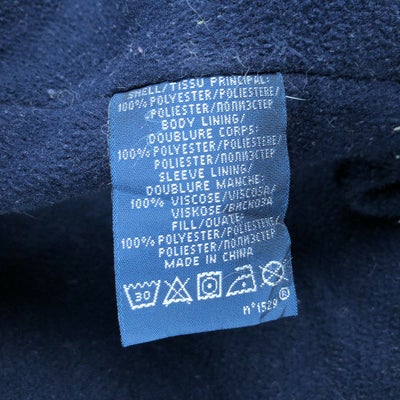 SHELL/TISSU PRINCIPAL:
100% POLYESTER/POLIESTERE/
POLIESTER/ПОЛИЭСТЕР
BODY LINING/
DOUBLURE CORPS:
100% POLYESTER/POLIESTERE/
POLIESTER/ПОЛИЭСТЕР
SLEEVE LINING/
DOUBLURE MANCHE:
100% VISCOSE/VISCOSA/
VISKOSE/ВИСКОЗА
FILL/OUATE:
100% POLYESTER/POLIESTERE/
POLIESTER/ПОЛИЭСТЕР
MADE IN CHINA
30
n°1529 ®